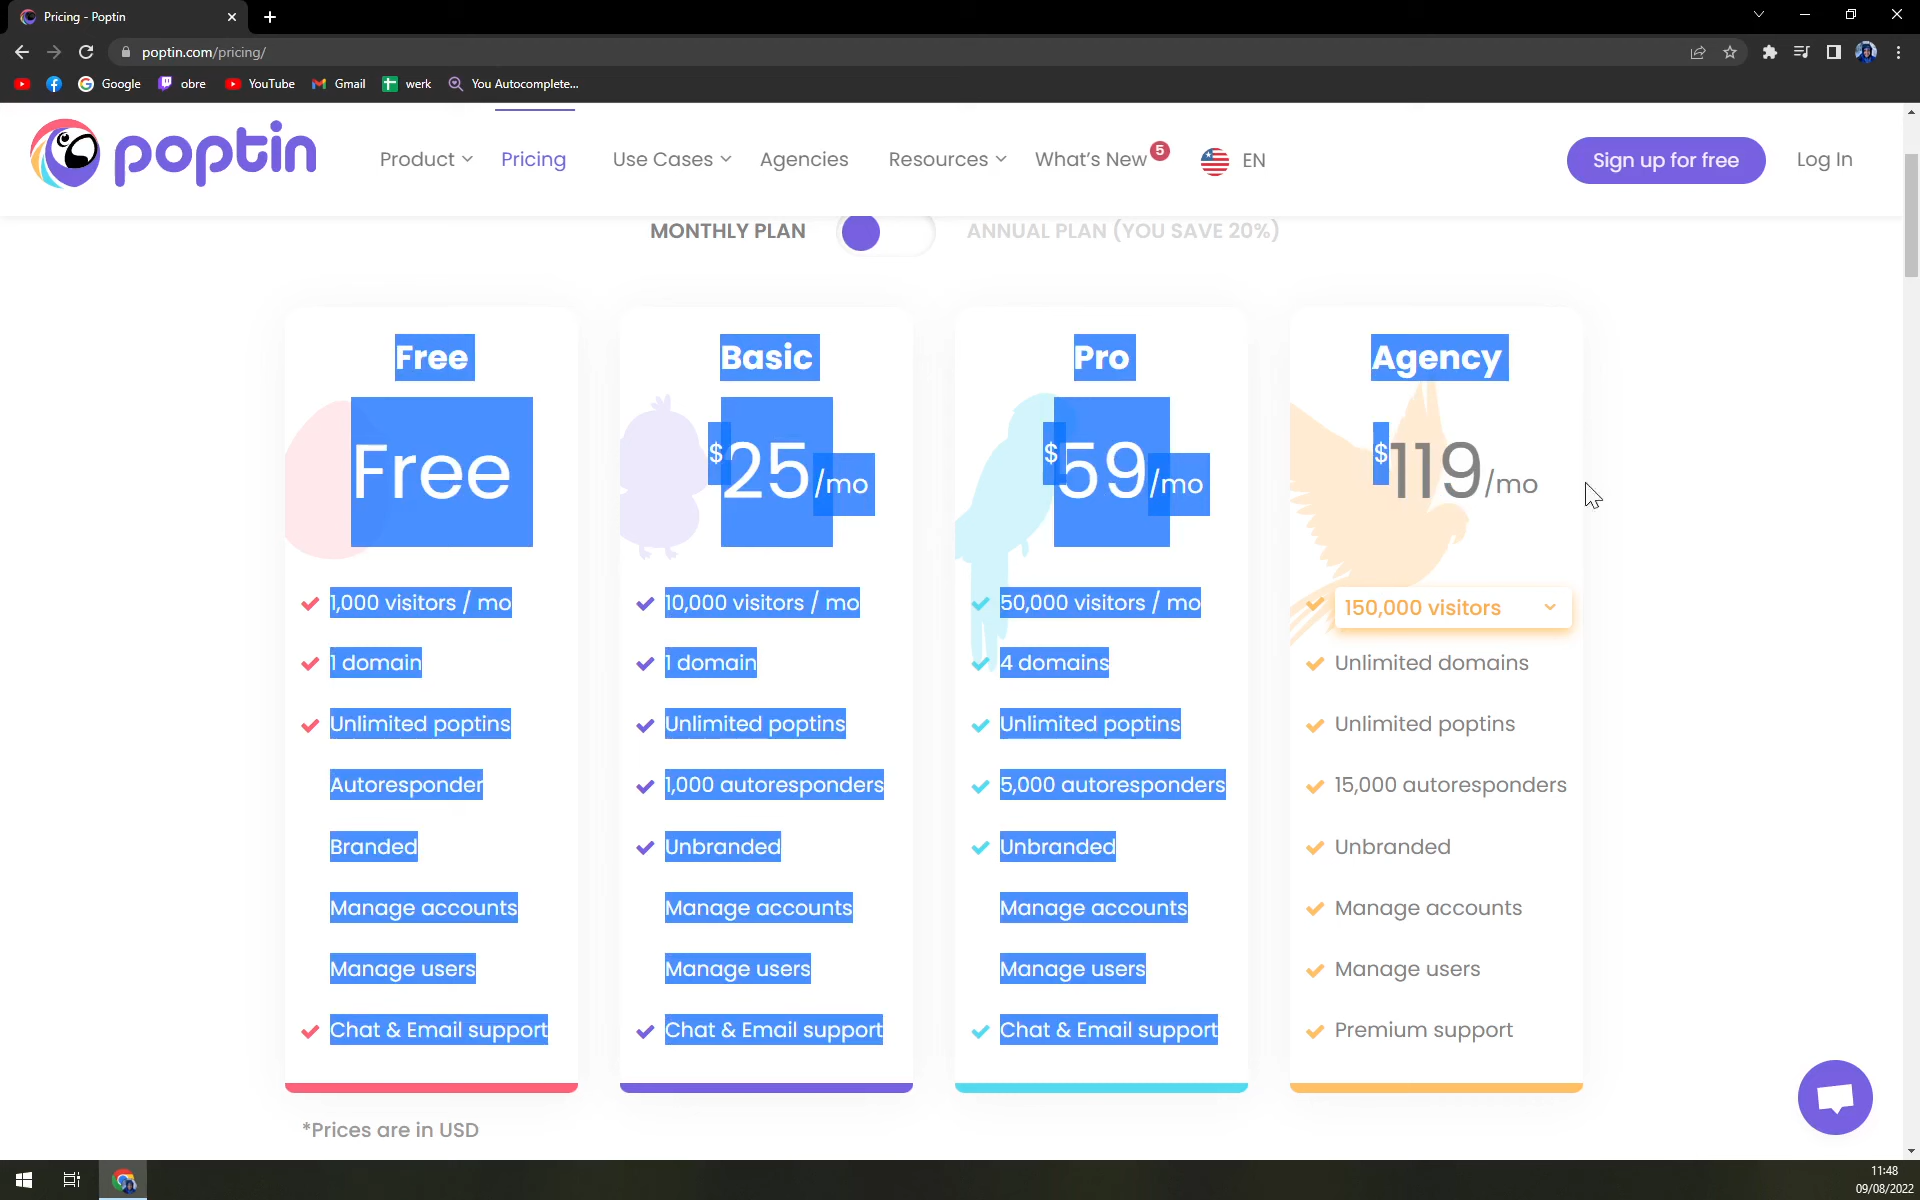 Pricing - Poptin
poptin.com/pricing/
Google
obre
YouTube
Gmail
werk
You Autocomplete...
poptin
Product
Pricing
Use Cases
Agencies
Resources
What's New
5
EN
Sign up for free
Log In
MONTHLY PLAN
ANNUAL PLAN (YOU SAVE 20%)
Free
Free
1,000 visitors / mo
1 domain
Unlimited poptins
Autoresponder
Branded
Manage accounts
Manage users
Chat & Email support
Basic
$25/mo
10,000 visitors / mo
1 domain
Unlimited poptins
1,000 autoresponders
Unbranded
Manage accounts
Manage users
Chat & Email support
Pro
$59/mo
50,000 visitors / mo
4 domains
Unlimited poptins
5,000 autoresponders
Unbranded
Manage accounts
Manage users
Chat & Email support
Agency
$119/mo
150,000 visitors
Unlimited domains
Unlimited poptins
15,000 autoresponders
Unbranded
Manage accounts
Manage users
Premium support
*Prices are in USD
11:48
09/08/2022